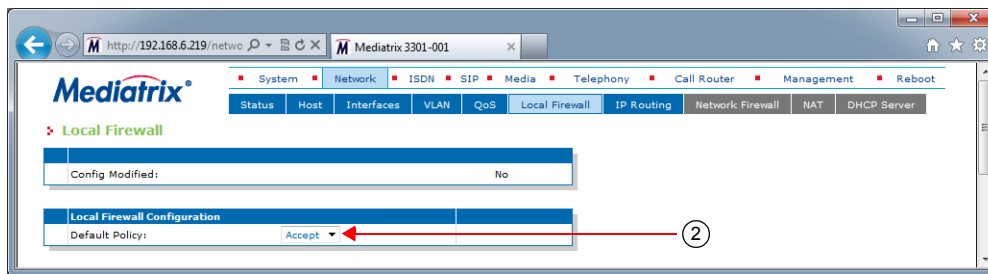 http://192.168.6.219/netwo
Mediatrix 3301-001
Mediatrix®
System Network ISDN SIP Media Telephony Call Router Management Reboot
Status Host Interfaces VLAN QoS Local Firewall IP Routing Network Firewall NAT DHCP Server
Local Firewall
Config Modified: No
Local Firewall Configuration
Default Policy: Accept
2